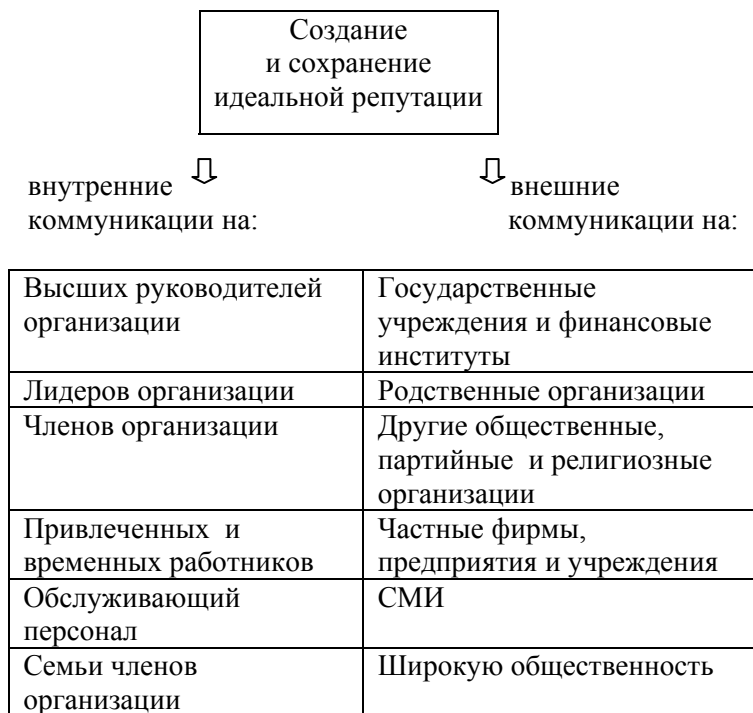 Создание
и сохранение
идеальной репутации
внутренние
коммуникации на:
внешние
коммуникации на:
Высших руководителей
организации
Государственные
учреждения и финансовые
институты
Лидеров организации
Родственные организации
Членов организации
Другие общественные,
партийные и религиозные
организации
Привлеченных и
временных работников
Частные фирмы,
предприятия и учреждения
Обслуживающий
персонал
СМИ
Семьи членов
организации
Широкую общественность